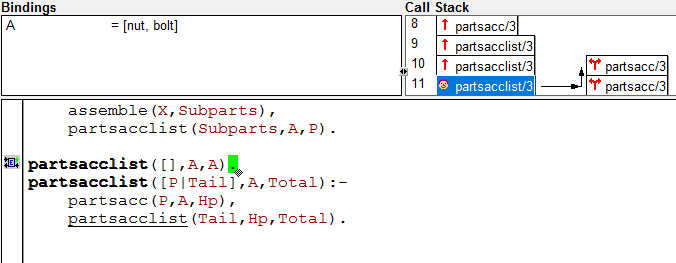 Bindings
A = [nut, bolt]
Call Stack
8 partsacc/3
9 partsacclist/3
10 partsacclist/3 partsacc/3
11 partsacclist/3 partsacc/3
assemble(X,Subparts),
partsacclist(Subparts,A,P).
partsacclist([],A,A).
partsacclist([P|Tail],A,Total):-
partsacc(P,A,Hp),
partsacclist(Tail,Hp,Total).